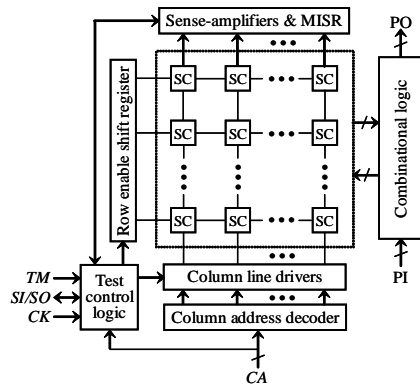 Sense-amplifiers & MISR
PO
Row enable shift register
SC SC SC
SC SC SC
SC SC SC
Combinational logic
PI
TM
SI/SO
CK
Test control logic
Column line drivers
Column address decoder
CA